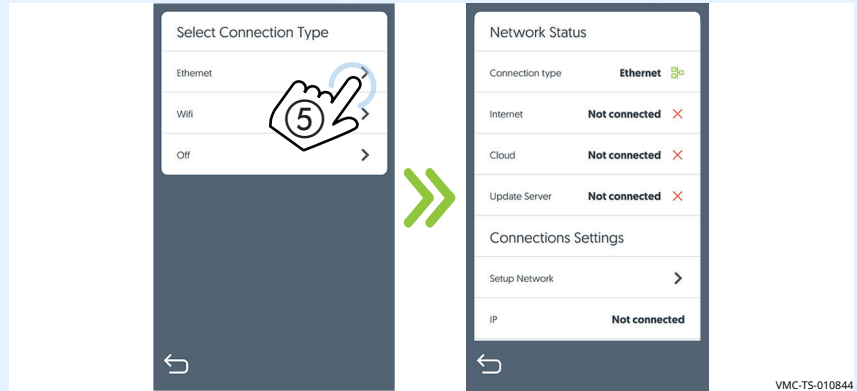 Select Connection Type
Ethernet
Wifi
Off
5
Network Status
Connection type Ethernet
Internet Not connected
Cloud Not connected
Update Server Not connected
Connections Settings
Setup Network
IP Not connected
VMC-TS-010844